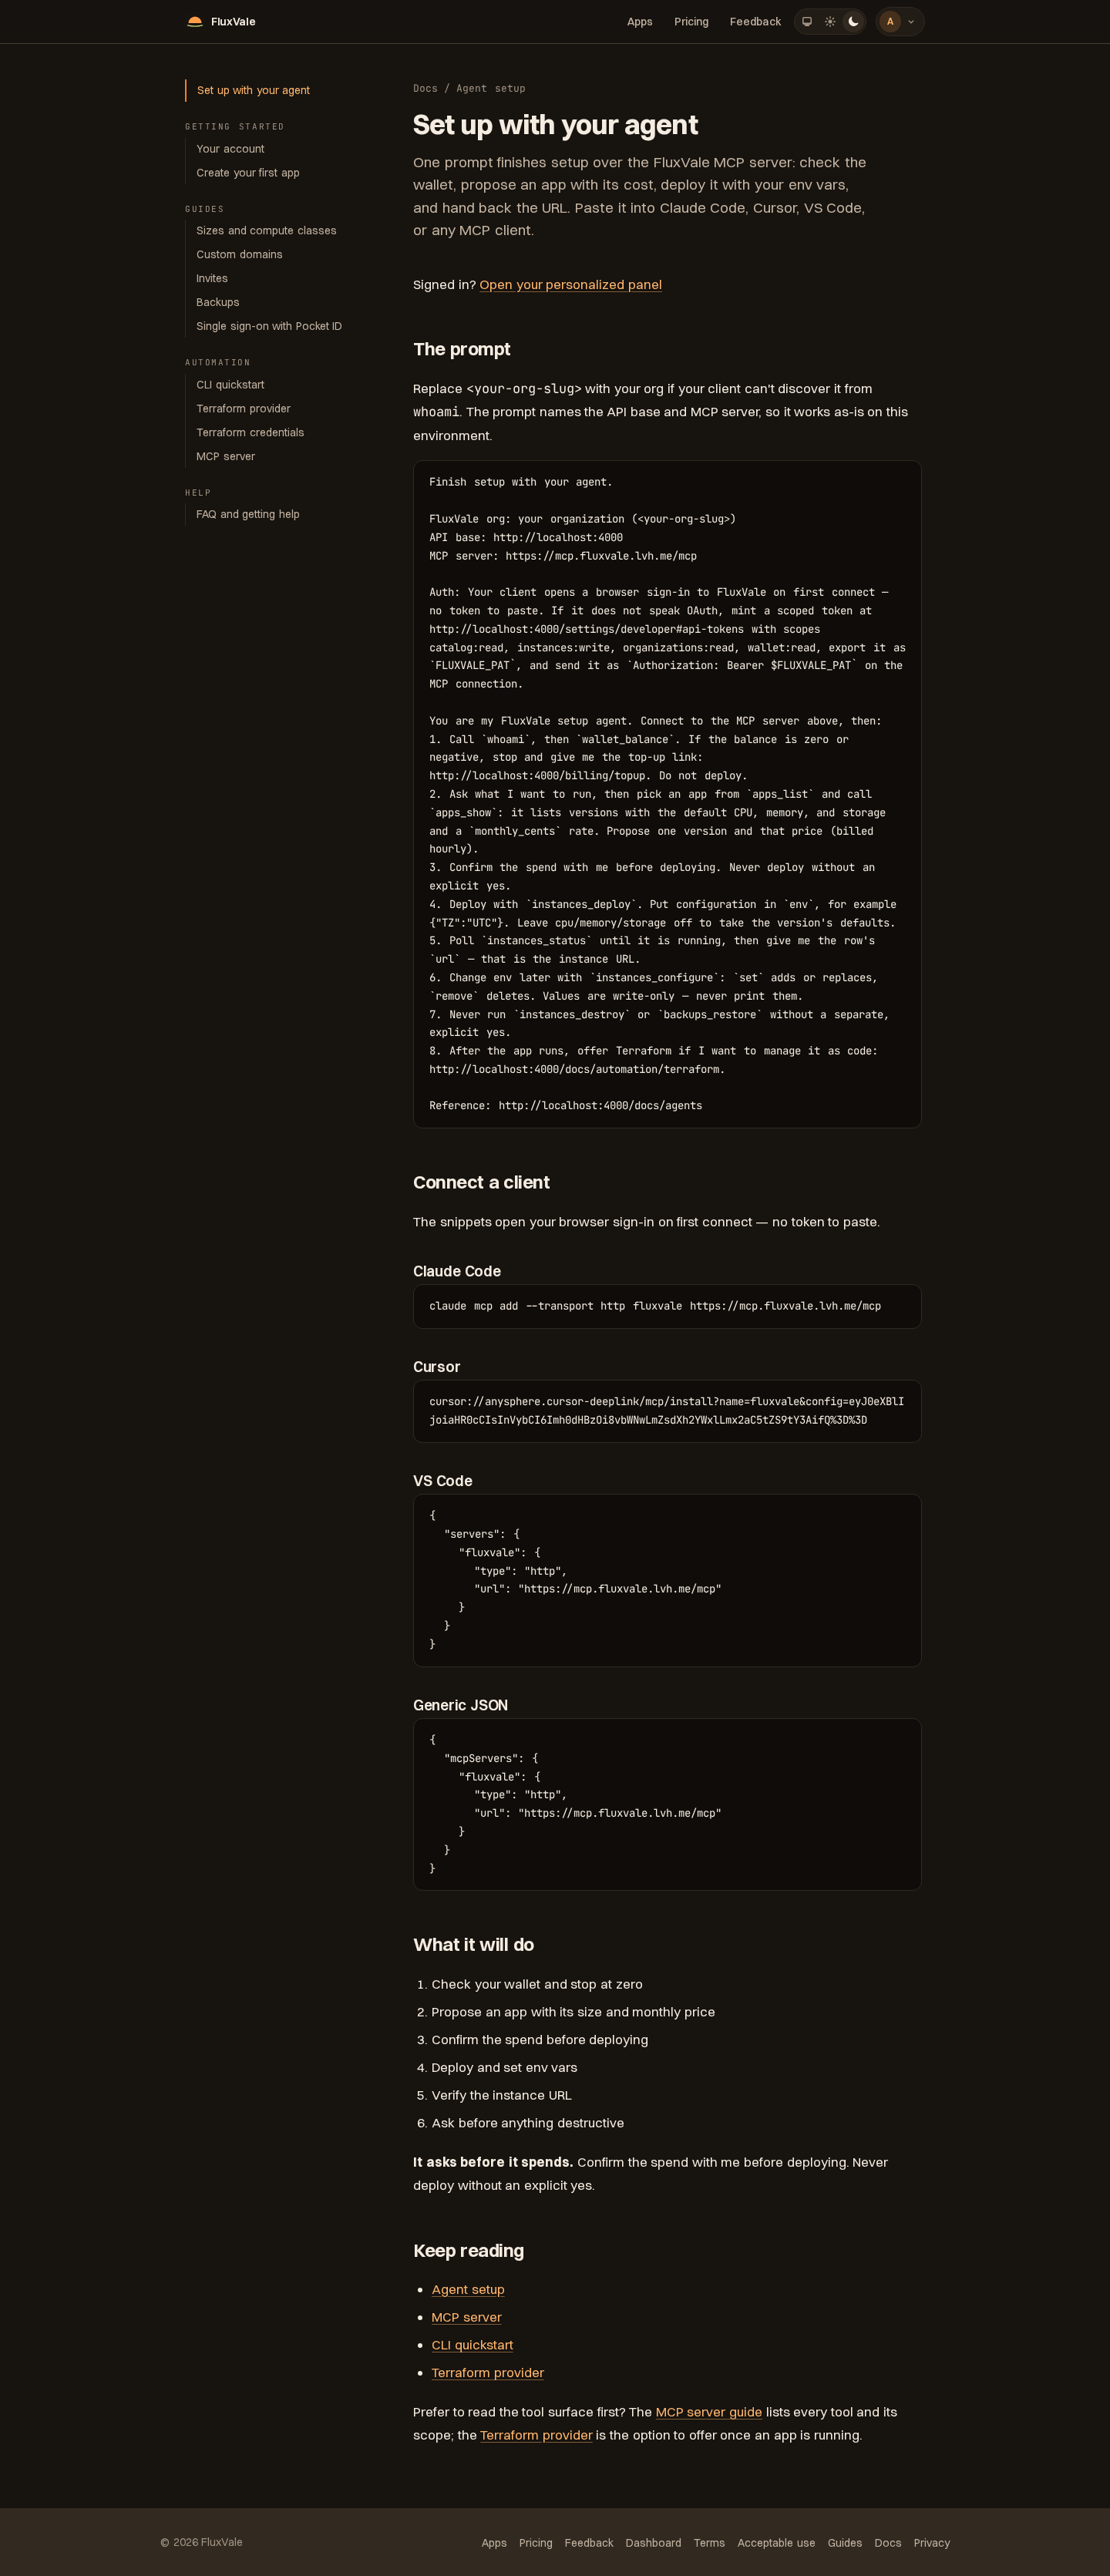 FluxVale
Apps
Pricing
Feedback
A
Set up with your agent
GETTING STARTED
Your account
Create your first app
GUIDES
Sizes and compute classes
Custom domains
Invites
Backups
Single sign-on with Pocket ID
AUTOMATION
CLI quickstart
Terraform provider
Terraform credentials
MCP server
HELP
FAQ and getting help
Docs / Agent setup
Set up with your agent
One prompt finishes setup over the FluxVale MCP server: check the
wallet, propose an app with its cost, deploy it with your env vars,
and hand back the URL. Paste it into Claude Code, Cursor, VS Code,
or any MCP client.
Signed in? Open your personalized panel
The prompt
Replace <your-org-slug> with your org if your client can't discover it from
whoami. The prompt names the API base and MCP server, so it works as-is on this
environment.
Finish setup with your agent.
FluxVale org: your organization (<your-org-slug>)
API base: http://localhost:4000
MCP server: https://mcp.fluxvale.lvh.me/mcp
Auth: Your client opens a browser sign-in to FluxVale on first connect —
no token to paste. If it does not speak OAuth, mint a scoped token at
http://localhost:4000/settings/developer#api-tokens with scopes
catalog:read, instances:write, organizations:read, wallet:read, export it as
`FLUXVALE_PAT`, and send it as `Authorization: Bearer $FLUXVALE_PAT` on the
MCP connection.
You are my FluxVale setup agent. Connect to the MCP server above, then:
1. Call `whoami`, then `wallet_balance`. If the balance is zero or
negative, stop and give me the top-up link:
http://localhost:4000/billing/topup. Do not deploy.
2. Ask what I want to run, then pick an app from `apps_list` and call
`apps_show`: it lists versions with the default CPU, memory, and storage
and a `monthly_cents` rate. Propose one version and that price (billed
hourly).
3. Confirm the spend with me before deploying. Never deploy without an
explicit yes.
4. Deploy with `instances_deploy`. Put configuration in `env`, for example
{"TZ":"UTC"}. Leave cpu/memory/storage off to take the version's defaults.
5. Poll `instances_status` until it is running, then give me the row's
`url` — that is the instance URL.
6. Change env later with `instances_configure`: `set` adds or replaces,
`remove` deletes. Values are write-only — never print them.
7. Never run `instances_destroy` or `backups_restore` without a separate,
explicit yes.
8. After the app runs, offer Terraform if I want to manage it as code:
http://localhost:4000/docs/automation/terraform.
Reference: http://localhost:4000/docs/agents
Connect a client
The snippets open your browser sign-in on first connect — no token to paste.
Claude Code
claude mcp add --transport http fluxvale https://mcp.fluxvale.lvh.me/mcp
Cursor
cursor://anysphere.cursor-deeplink/mcp/install?name=fluxvale&config=eyJ0eXBlI
joiaHR0cCIsInVybCI6Imh0dHBzOi8vbWNwLmZsdXh2YWxlLmx2aC5tZS9tY3AifQ%3D%3D
VS Code
{
"servers": {
"fluxvale": {
"type": "http",
"url": "https://mcp.fluxvale.lvh.me/mcp"
}
}
}
Generic JSON
{
"mcpServers": {
"fluxvale": {
"type": "http",
"url": "https://mcp.fluxvale.lvh.me/mcp"
}
}
}
What it will do
1. Check your wallet and stop at zero
2. Propose an app with its size and monthly price
3. Confirm the spend before deploying
4. Deploy and set env vars
5. Verify the instance URL
6. Ask before anything destructive
It asks before it spends. Confirm the spend with me before deploying. Never
deploy without an explicit yes.
Keep reading
• Agent setup
• MCP server
• CLI quickstart
• Terraform provider
Prefer to read the tool surface first? The MCP server guide lists every tool and its
scope; the Terraform provider is the option to offer once an app is running.
© 2026 FluxVale
Apps
Pricing
Feedback
Dashboard
Terms
Acceptable use
Guides
Docs
Privacy